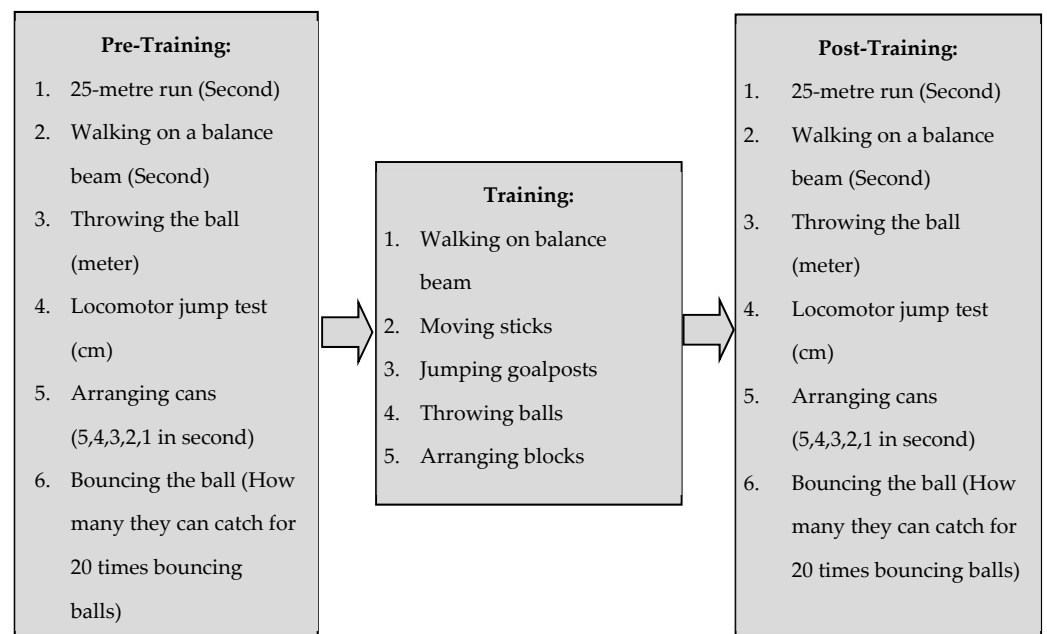 Pre-Training:
1. 25-metre run (Second)
2. Walking on a balance
beam (Second)
3. Throwing the ball
(meter)
4. Locomotor jump test
(cm)
5. Arranging cans
(5,4,3,2,1 in second)
6. Bouncing the ball (How
many they can catch for
20 times bouncing
balls)
Training:
1. Walking on balance
beam
2. Moving sticks
3. Jumping goalposts
4. Throwing balls
5. Arranging blocks
Post-Training:
1. 25-metre run (Second)
2. Walking on a balance
beam (Second)
3. Throwing the ball
(meter)
4. Locomotor jump test
(cm)
5. Arranging cans
(5,4,3,2,1 in second)
6. Bouncing the ball (How
many they can catch for
20 times bouncing balls)